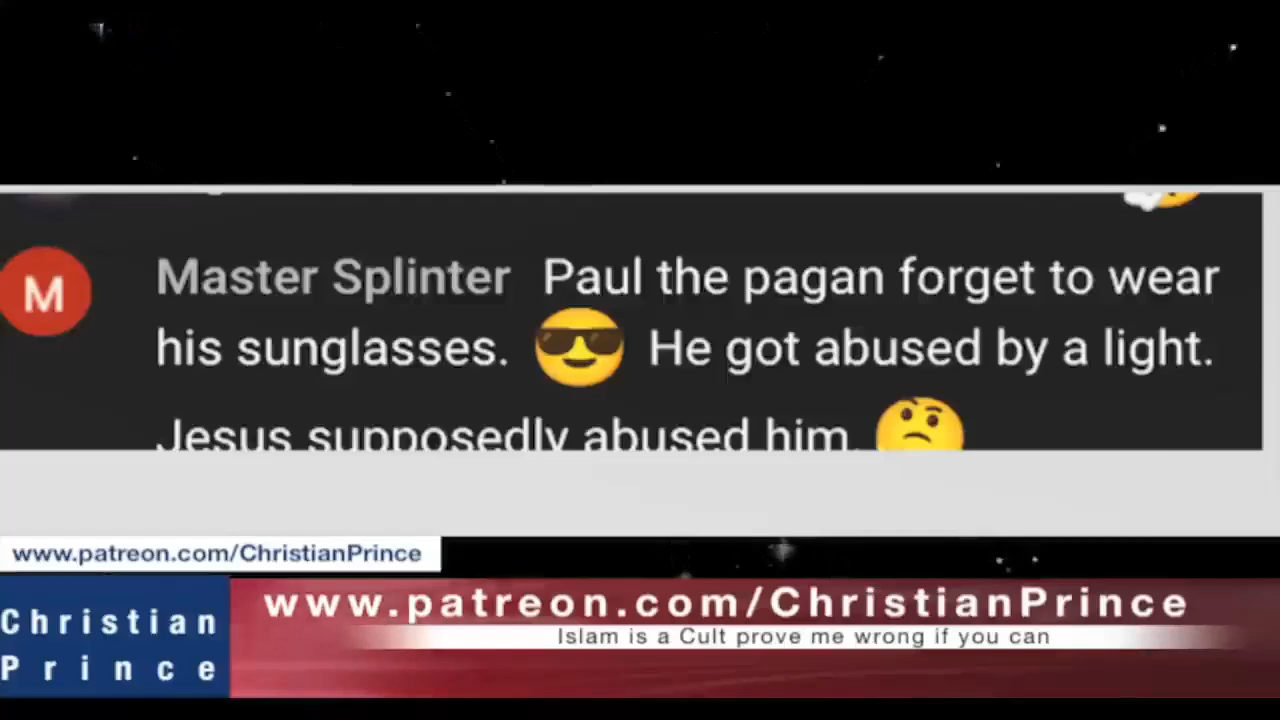 M
Master Splinter Paul the pagan forget to wear
his sunglasses. 😎 He got abused by a light.
Jesus supposedly abused him. 🤨
www.patreon.com/ChristianPrince
Christian
Prince
www.patreon.com/ChristianPrince
Islam is a Cult prove me wrong if you can